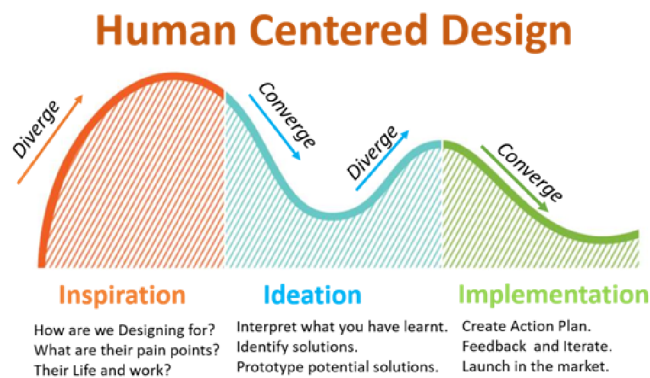 Human Centered Design
Diverge
Converge
Diverge
Converge
Inspiration
How are we Designing for?
What are their pain points?
Their Life and work?
Ideation
Interpret what you have learnt.
Identify solutions.
Prototype potential solutions.
Implementation
Create Action Plan.
Feedback and Iterate.
Launch in the market.